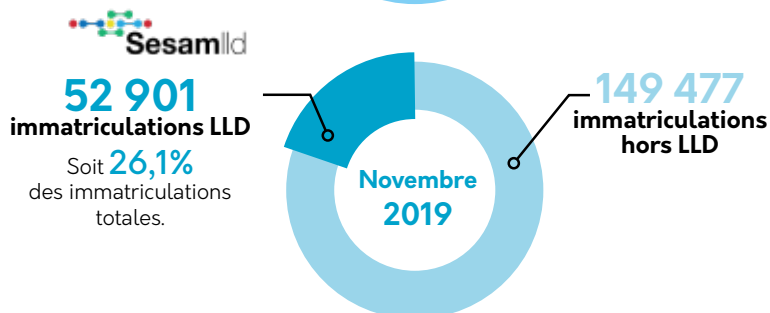 Sesamlld
52 901
immatriculations LLD
Soit 26,1%
des immatriculations
totales.
Novembre
2019
149 477
immatriculations
hors LLD